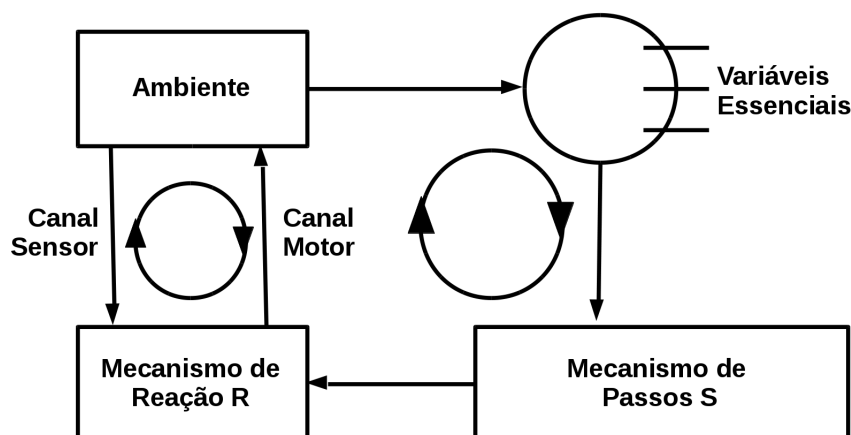 Ambiente
Variáveis
Essenciais
Canal
Sensor
Canal
Motor
Mecanismo de
Reação R
Mecanismo de
Passos S